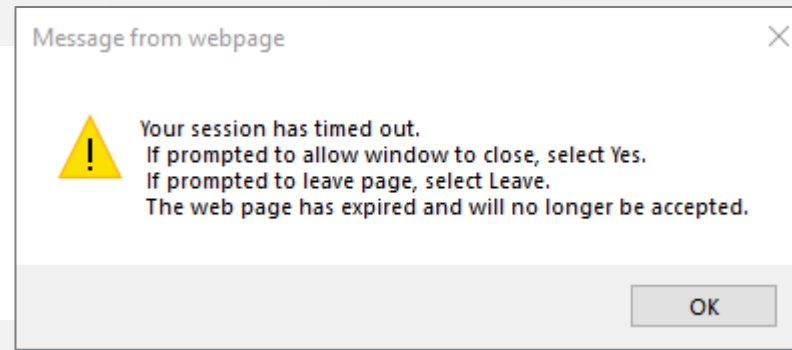 Message from webpage
Your session has timed out.
If prompted to allow window to close, select Yes.
If prompted to leave page, select Leave.
The web page has expired and will no longer be accepted.
OK